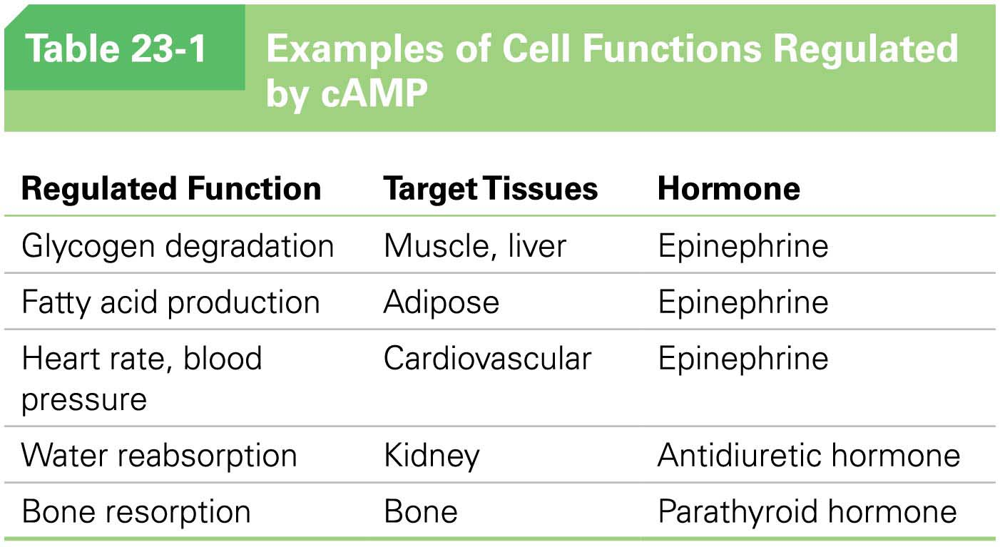 Table 23-1
Examples of Cell Functions Regulated
by cAMP
Regulated Function Target Tissues Hormone
Glycogen degradation Muscle, liver Epinephrine
Fatty acid production Adipose Epinephrine
Heart rate, blood Cardiovascular Epinephrine
pressure
Water reabsorption Kidney Antidiuretic hormone
Bone resorption Bone Parathyroid hormone